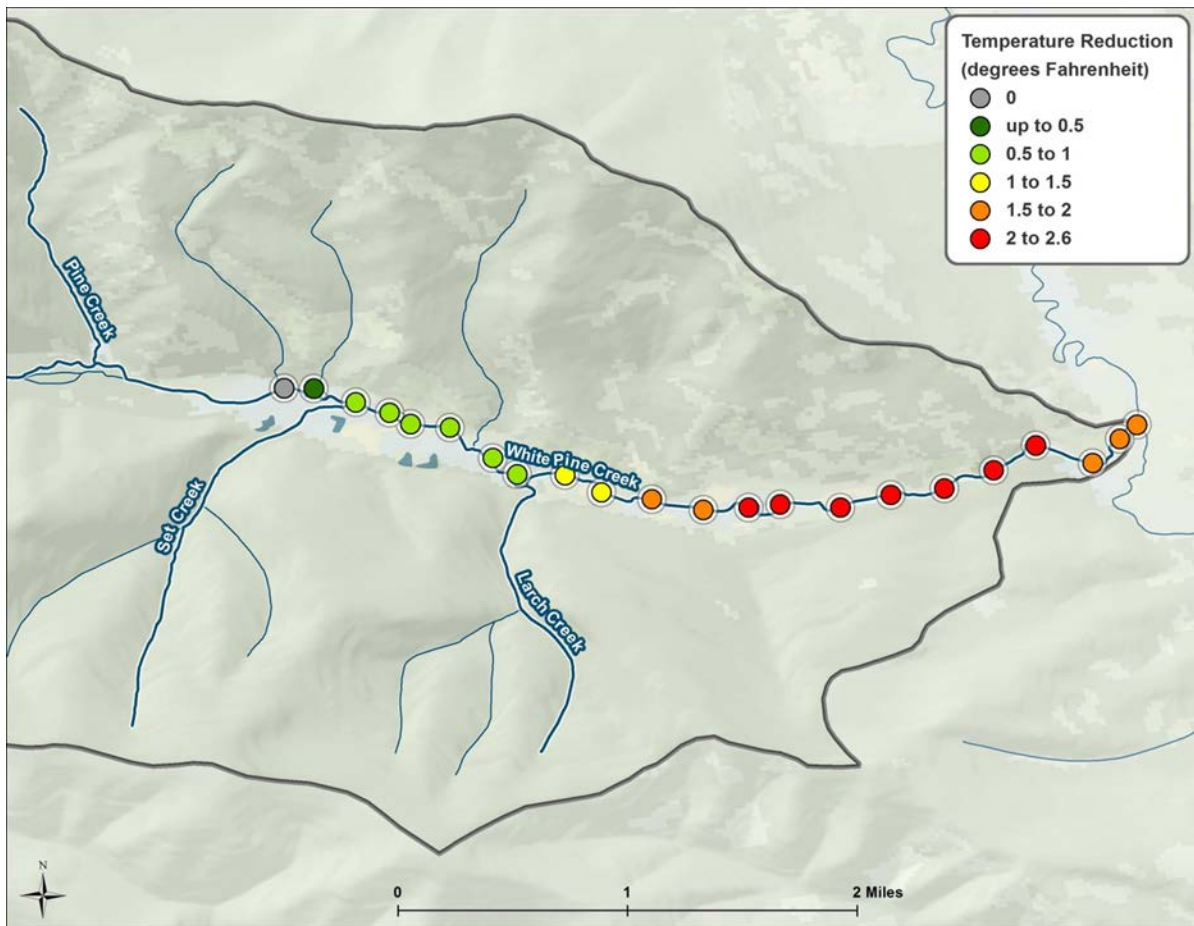 Temperature Reduction
(degrees Fahrenheit)
0
up to 0.5
0.5 to 1
1 to 1.5
1.5 to 2
2 to 2.6
Pine Creek
White Pine Creek
Set Creek
Larch Creek
N
0 1 2 Miles